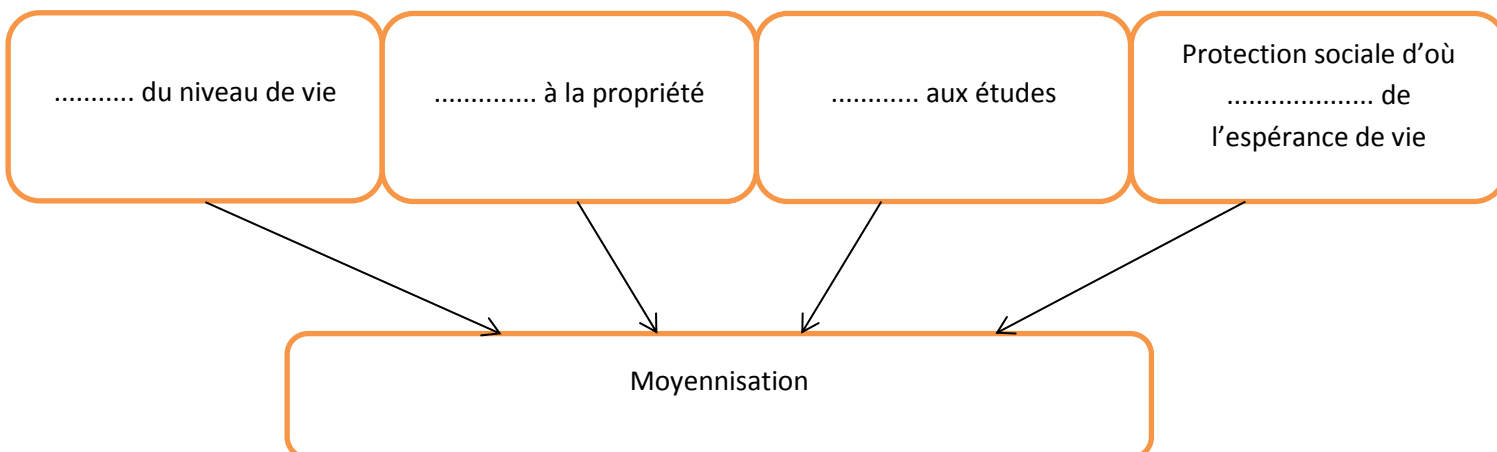 ........... du niveau de vie
.............. à la propriété
............ aux études
Protection sociale d’où
.................... de
l’espérance de vie
Moyennisation